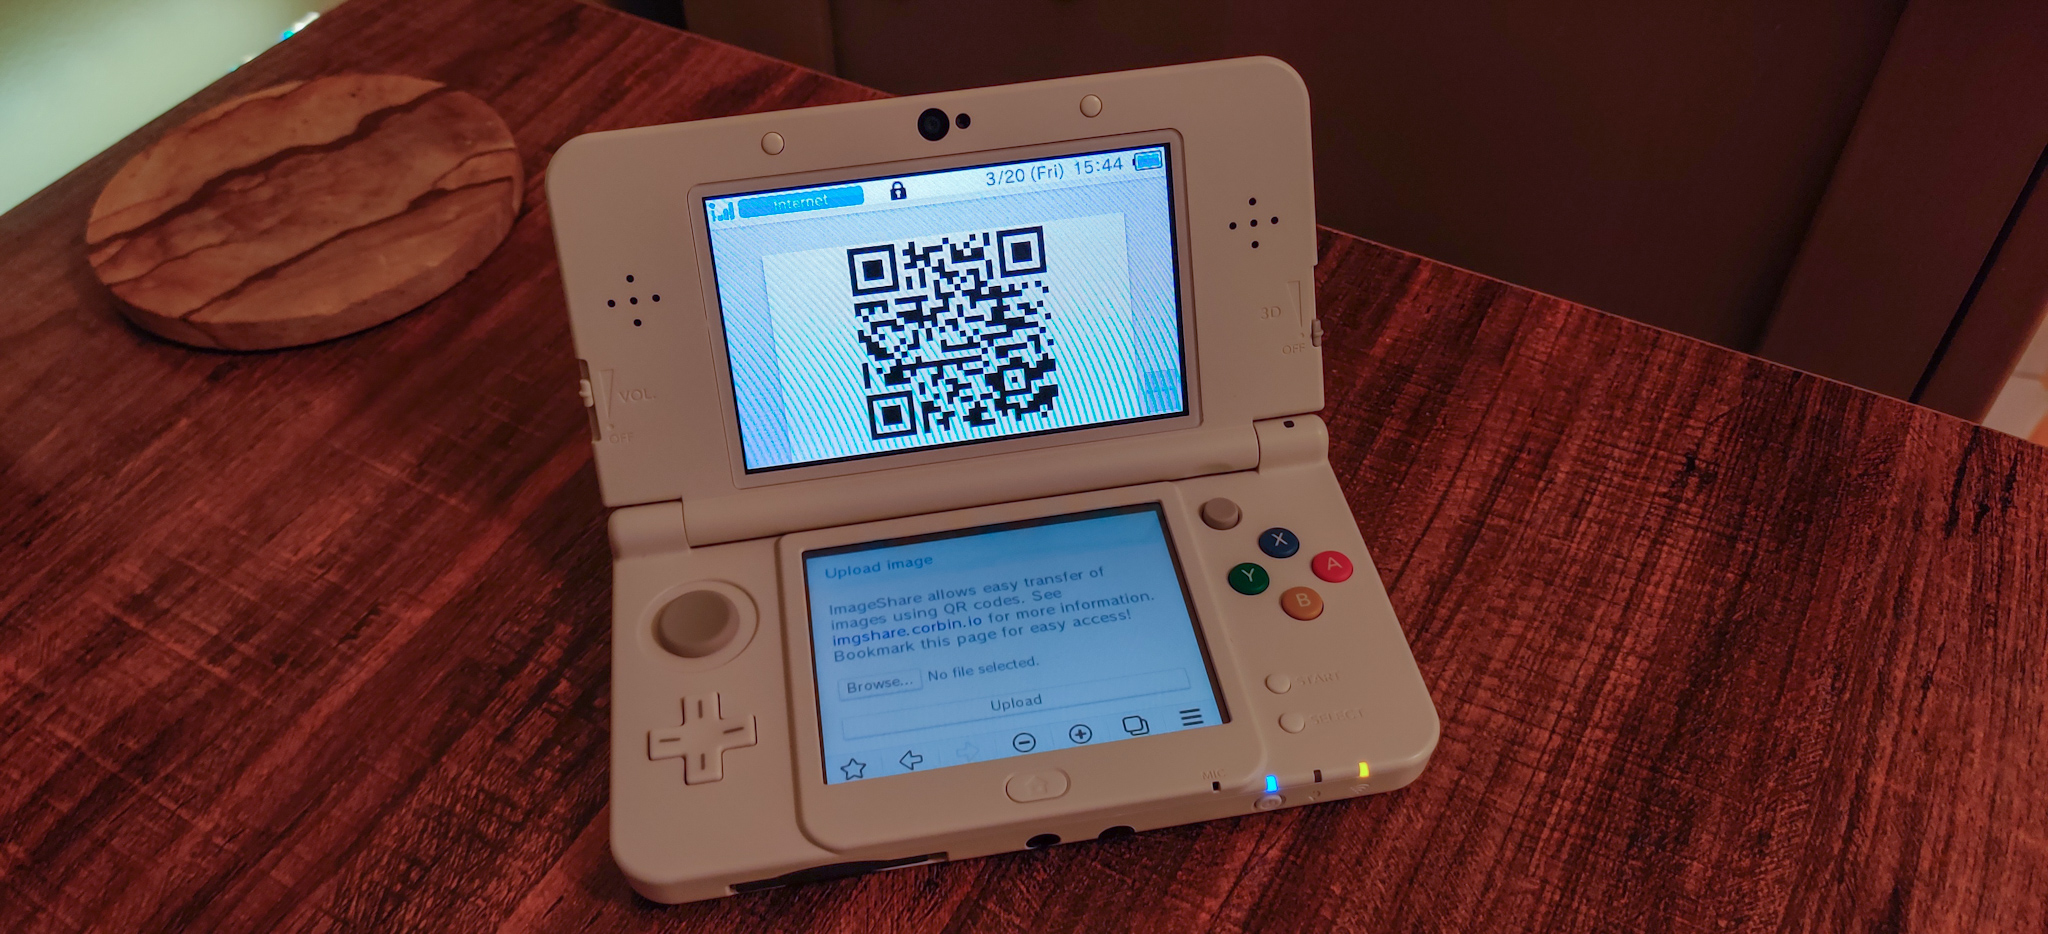 Internet
3/20 (Fri) 15:44
3D
OFF
VOL.
OFF
Upload image
ImageShare allows easy transfer of
images using QR codes. See
imgshare.corbin.io for more information.
Bookmark this page for easy access!
Browse... No file selected.
Upload
X
Y
A
B
START
SELECT
MIC